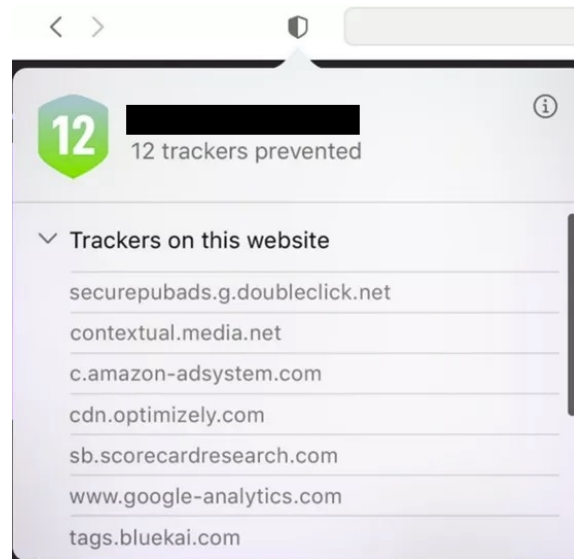 12
12 trackers prevented
Trackers on this website
securepubads.g.doubleclick.net
contextual.media.net
c.amazon-adsystem.com
cdn.optimizely.com
sb.scorecardresearch.com
www.google-analytics.com
tags.bluekai.com